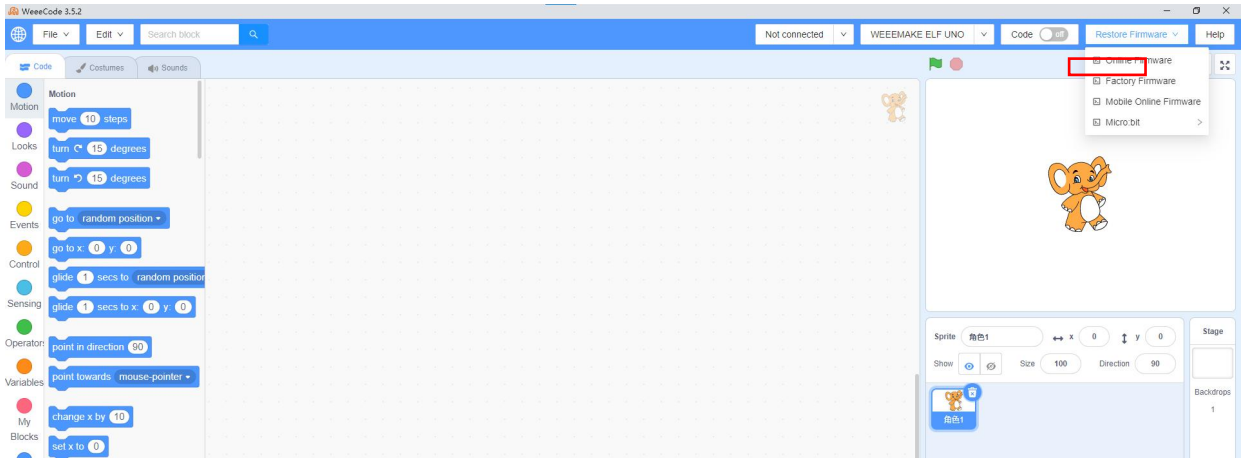 WeeeCode 3.5.2
File Edit Search block Not connected WEEEMAKE ELF UNO Code off Restore Firmware Help
Code Costumes Sounds
Online Firmware
Factory Firmware
Mobile Online Firmware
Micro:bit
Motion
Looks
Sound
Events
Control
Sensing
Operators
Variables
My
Blocks
Motion
move 10 steps
turn 15 degrees
turn 15 degrees
go to random position
go to x: 0 y: 0
glide 1 secs to random position
glide 1 secs to x: 0 y: 0
point in direction 90
point towards mouse-pointer
change x by 10
set x to 0
Sprite 角色1 x 0 y 0
Show Size 100 Direction 90
角色1
Stage
Backdrops
1